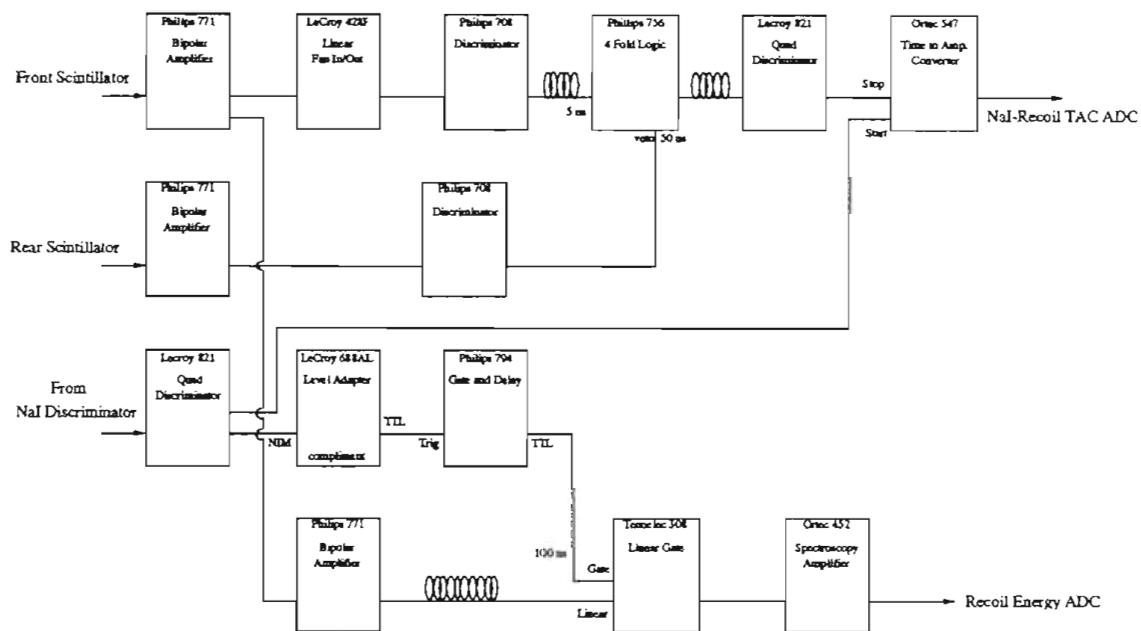 Philips 771
Bipolar
Amplifier
LeCroy 428F
Linear
Fan In/Out
Philips 708
Discriminator
Philips 756
4 Fold Logic
Lecroy 821
Quad
Discriminator
Ortec 547
Time to Amp.
Converter
Front Scintillator
5 ns
veto
50 ns
Stop
Start
NaI-Recoil TAC ADC
Philips 771
Bipolar
Amplifier
Philips 708
Discriminator
Rear Scintillator
Lecroy 821
Quad
Discriminator
LeCroy 688AL
Level Adapter
compliment
Philips 794
Gate and Delay
From
NaI Discriminator
NIM
TTL
Trig
TTL
Philips 771
Bipolar
Amplifier
100 ns
Gate
Linear
Tennelec 308
Linear Gate
Ortec 452
Spectroscopy
Amplifier
Recoil Energy ADC